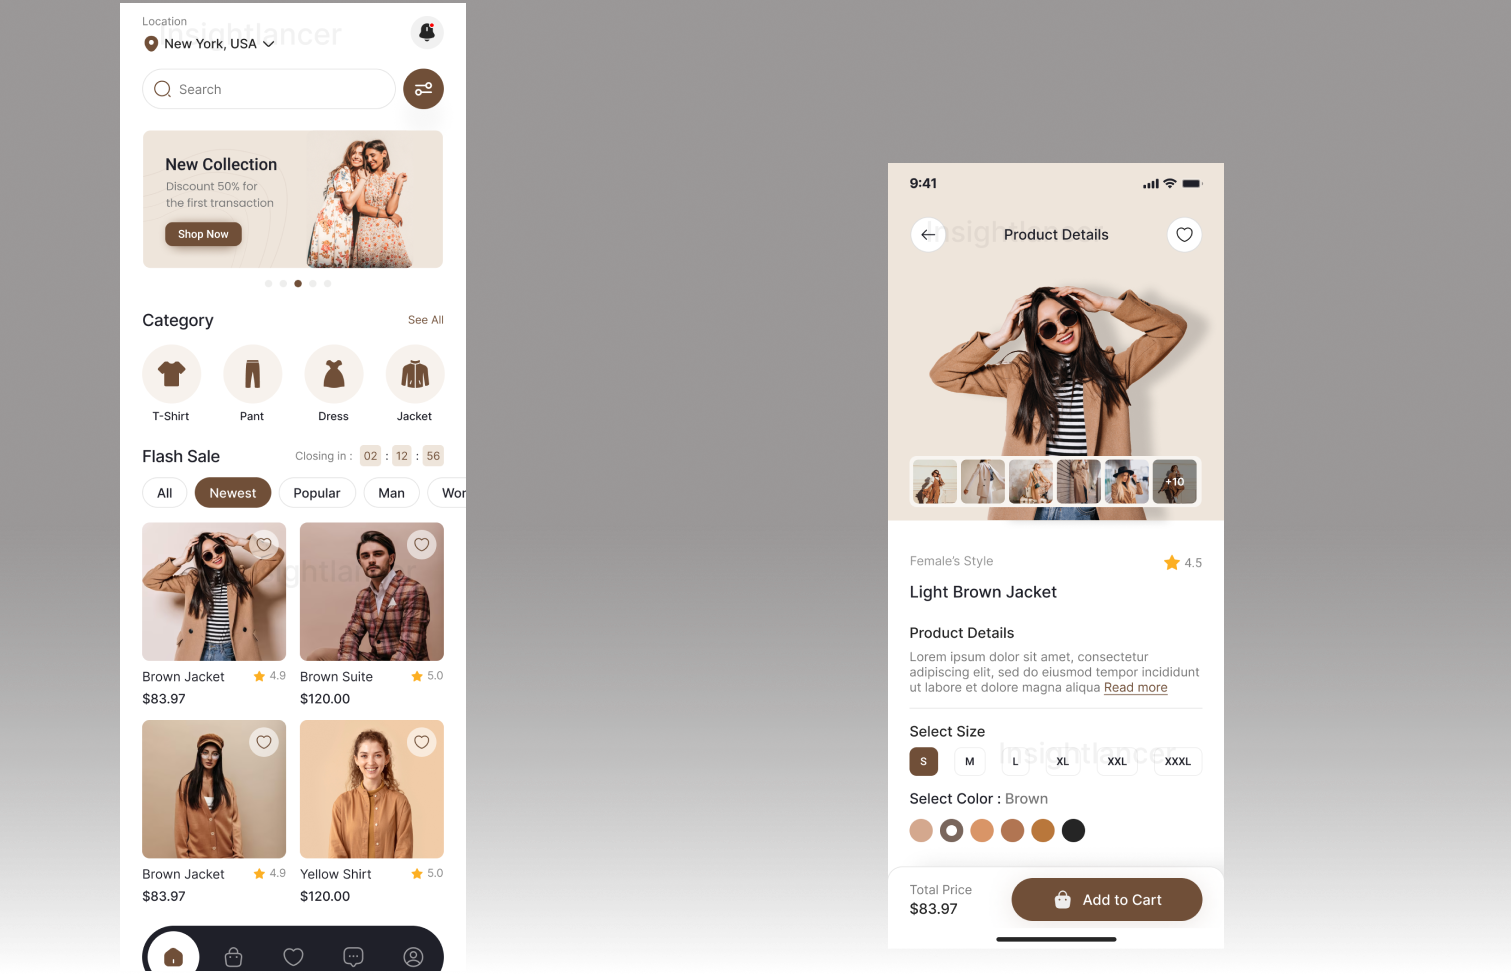 Location
Insightlancer
New York, USA
Search
New Collection
Discount 50% for
the first transaction
Shop Now
Category
See All
T-Shirt
Pant
Dress
Jacket
Flash Sale
Closing in :
02 : 12 : 56
All
Newest
Popular
Man
Wor
Brown Jacket
4.9
$83.97
Brown Suite
5.0
$120.00
Brown Jacket
4.9
$83.97
Yellow Shirt
5.0
$120.00
9:41
Product Details
+10
Female's Style
4.5
Light Brown Jacket
Product Details
Lorem ipsum dolor sit amet, consectetur
adipiscing elit, sed do eiusmod tempor incididunt
ut labore et dolore magna aliqua Read more
Select Size
Insightlancer
S
M
L
XL
XXL
XXXL
Select Color : Brown
Total Price
$83.97
Add to Cart